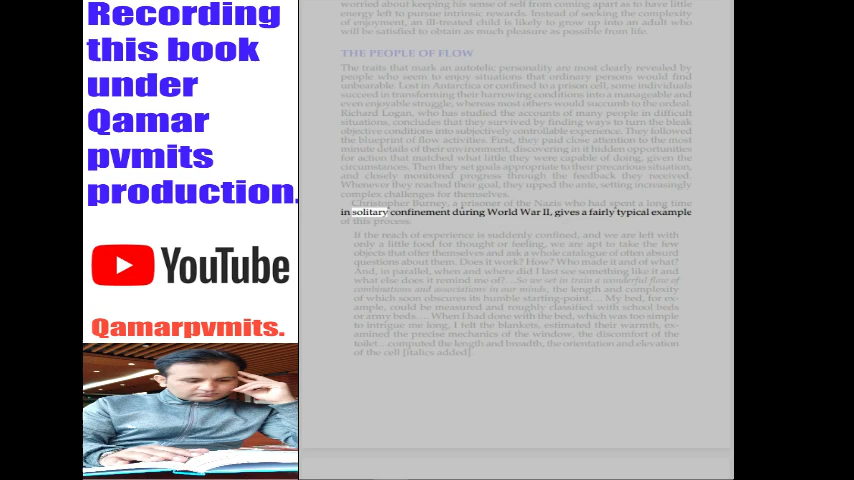 Recording
this book
under
Qamar
pvmits
production.
YouTube
Qamarpvmits.
worried about keeping his sense of self from coming apart as to have little
energy left to pursue intrinsic rewards. Instead of seeking the complexity
of enjoyment, an ill-treated child is likely to grow up into an adult who
will be satisfied to obtain as much pleasure as possible from life.
THE PEOPLE OF FLOW
The traits that mark an autotelic personality are most clearly revealed by
people who seem to enjoy situations that ordinary persons would find
unbearable. Lost in Antarctica or confined to a prison cell, some individuals
succeed in transforming their harrowing conditions into a manageable and
even enjoyable struggle, whereas most others would succumb to the ordeal.
Richard Logan, who has studied the accounts of many people in difficult
situations, concludes that they survived by finding ways to turn the bleak
objective conditions into subjectively controllable experience. They followed
the blueprint of flow activities. First, they paid close attention to the most
minute details of their environment, discovering in it hidden opportunities
for action that matched what little they were capable of doing, given the
circumstances. Then they set goals appropriate to their precarious situation,
and closely monitored progress through the feedback they received.
Whenever they reached their goal, they upped the ante, setting increasingly
complex challenges for themselves.
Christopher Burney, a prisoner of the Nazis who had spent a long time
in solitary confinement during World War II, gives a fairly typical example
of this process.
If the reach of experience is suddenly confined, and we are left with
only a little food for thought or feeling, we are apt to take the few
objects that offer themselves and ask a whole catalogue of often absurd
questions about them. Does it work? How? Who made it and of what?
And, in parallel, when and where did I last see something like it and
what else does it remind me of?...So we set in train a wonderful flow of
combinations and associations in our minds, the length and complexity
of which soon obscures its humble starting-point.... My bed, for ex-
ample, could be measured and roughly classified with school beds
or army beds.... When I had done with the bed, which was too simple
to intrigue me long, I felt the blankets, estimated their warmth, ex-
amined the precise mechanics of the window, the discomfort of the
toilet...computed the length and breadth, the orientation and elevation
of the cell [italics added].